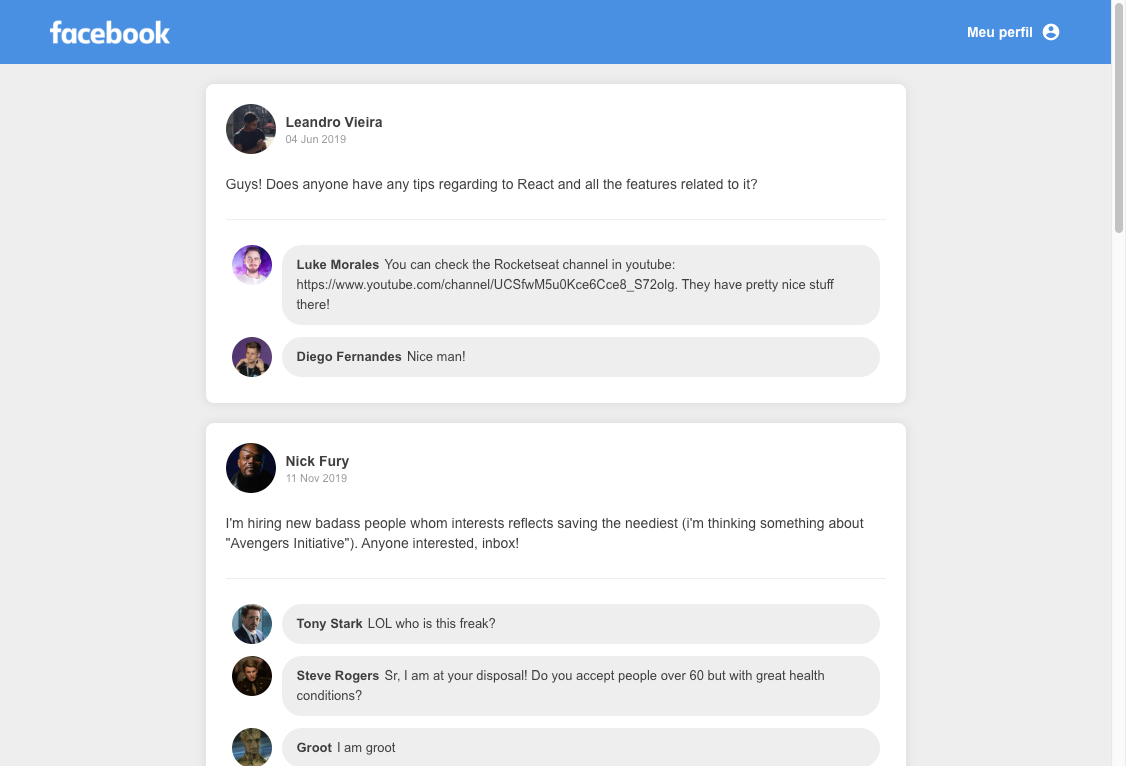 facebook
Meu perfil
Leandro Vieira
04 Jun 2019
Guys! Does anyone have any tips regarding to React and all the features related to it?
Luke Morales You can check the Rocketseat channel in youtube:
https://www.youtube.com/channel/UCSfwM5u0Kce6Cce8_S72olg. They have pretty nice stuff
there!
Diego Fernandes Nice man!
Nick Fury
11 Nov 2019
I'm hiring new badass people whom interests reflects saving the neediest (i'm thinking something about
"Avengers Initiative"). Anyone interested, inbox!
Tony Stark LOL who is this freak?
Steve Rogers Sr, I am at your disposal! Do you accept people over 60 but with great health
conditions?
Groot I am groot